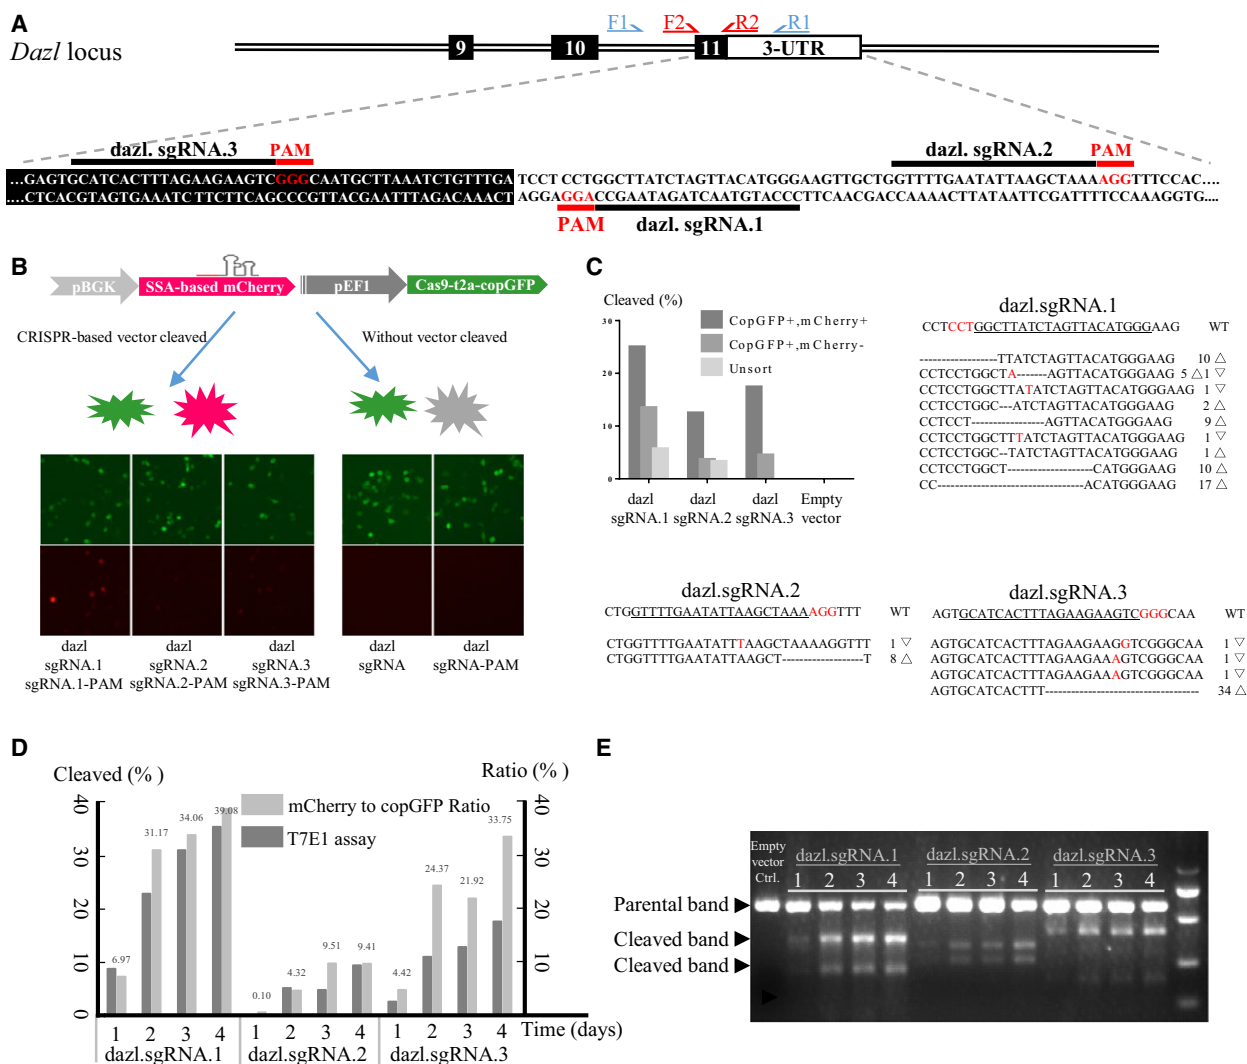 A
Dazl locus
F1
F2
R2
R1
9
10
11
3-UTR
dazl. sgRNA.3
PAM
dazl. sgRNA.2
PAM
...GAGTGCATCACTTTAGAAGAAGTCGGGCAATGCTTAAATCTGTTTGA TCCT CCTGGCTTATCTAGTTACATGGGAAGTTGCTGGTTTTGAATATTAAGCTAAAAGGTTTCCAC....
....CTCACGTAGTGAAATCTTCTTCAGCCCGTTACGAATTTAGACAAACT AGGAGGACCGAATAGATCAATGTACCCTTCAACGACCAAAACTTATAATTCGATTTTCCAAAGGTG....
PAM
dazl. sgRNA.1
B
pBGK
SSA-based mCherry
pEF1
Cas9-t2a-copGFP
CRISPR-based vector cleaved
Without vector cleaved
dazl
sgRNA.1
sgRNA.1-PAM
dazl
sgRNA.2
sgRNA.2-PAM
dazl
sgRNA.3
sgRNA.3-PAM
dazl
sgRNA
dazl
sgRNA-PAM
C
Cleaved (%)
30
20
10
0
CopGFP+,mCherry+
CopGFP+,mCherry-
Unsort
dazl
sgRNA.1
dazl
sgRNA.2
dazl
sgRNA.3
Empty
vector
dazl.sgRNA.1
CCTCCTGGCTTATCTAGTTACATGGGAAG WT
------------------TTATCTAGTTACATGGGAAG 10 △
CCTCCTGGCTA-------AGTTACATGGGAAG 5 △1 ▽
CCTCCTGGCTTATATCTAGTTACATGGGAAG 1 ▽
CCTCCTGGC---ATCTAGTTACATGGGAAG 2 △
CCTCCT-----------------AGTTACATGGGAAG 9 △
CCTCCTGGCTTTATCTAGTTACATGGGAAG 1 ▽
CCTCCTGGC--TATCTAGTTACATGGGAAG 1 △
CCTCCTGGCT--------------------CATGGGAAG 10 △
CC----------------------------------ACATGGGAAG 17 △
dazl.sgRNA.2
CTGGTTTTGAATATTAAGCTAAAAGGTTT WT
CTGGTTTTGAATATTTAAGCTAAAAGGTTT 1 ▽
CTGGTTTTGAATATTAAGCT-------------------T 8 △
dazl.sgRNA.3
AGTGCATCACTTTAGAAGAAGTCGGGCAA WT
AGTGCATCACTTTAGAAGAAGGTCGGGCAA 1 ▽
AGTGCATCACTTTAGAAGAAAGTCGGGCAA 1 ▽
AGTGCATCACTTTAGAAGAAAGTCGGGCAA 1 ▽
AGTGCATCACTTT------------------------------------ 34 △
D
Cleaved (% )
Ratio (% )
40
30
20
10
0
40
30
20
10
mCherry to copGFP Ratio
T7E1 assay
6.97
31.17
34.06
39.08
0.10
4.32
9.51
9.41
4.42
24.37
21.92
33.75
1 2 3 4 1 2 3 4 1 2 3 4 Time (days)
dazl.sgRNA.1 dazl.sgRNA.2 dazl.sgRNA.3
E
Empty
vector
Ctrl.
dazl.sgRNA.1
dazl.sgRNA.2
dazl.sgRNA.3
1 2 3 4 1 2 3 4 1 2 3 4
Parental band
Cleaved band
Cleaved band